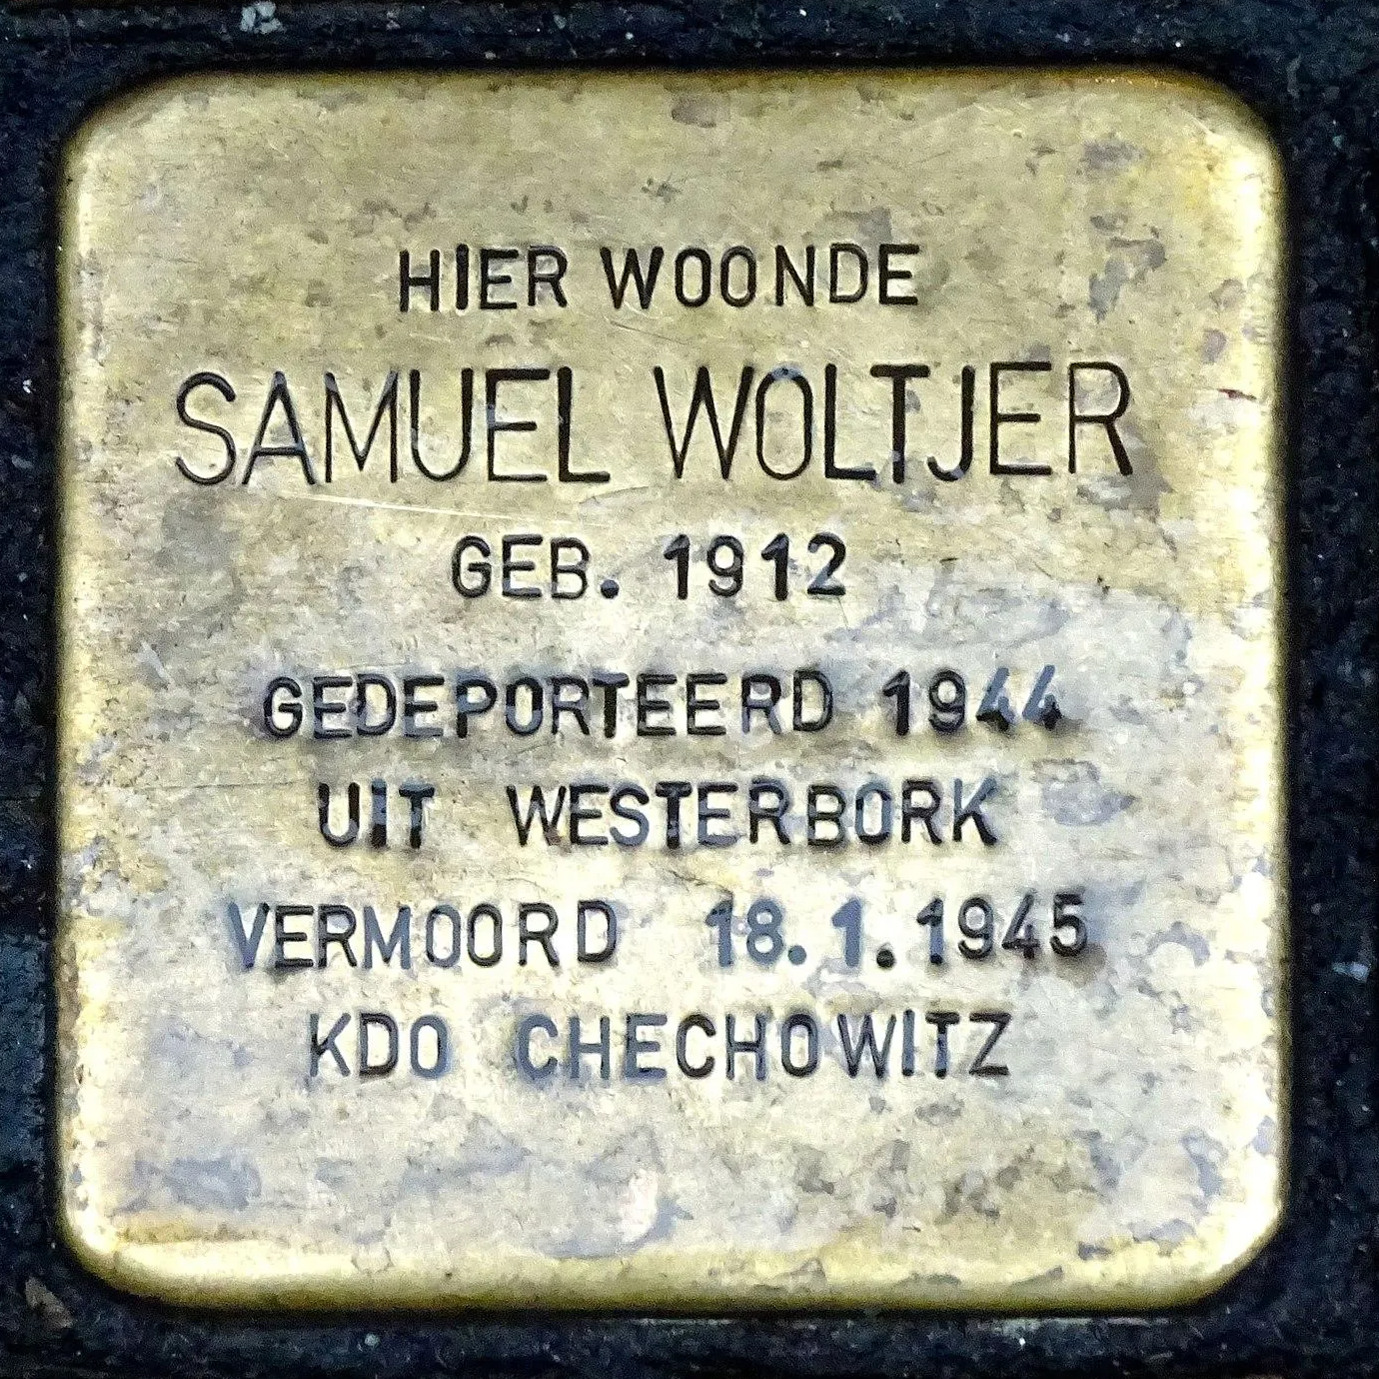 HIER WOONDE
SAMUEL WOLTJER
GEB. 1912
GEDEPORTEERD 1944
UIT WESTERBORK
VERMOORD 18.1.1945
KDO CHECHOWITZ